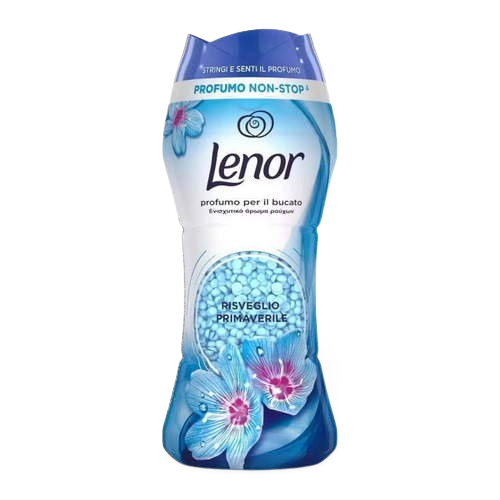 STRINGI E SENTI IL PROFUMO
PROFUMO NON-STOP
Lenor
profumo per il bucato
Ενισχυτικό άρωμα ρούχων
RISVEGLIO
PRIMAVERILE